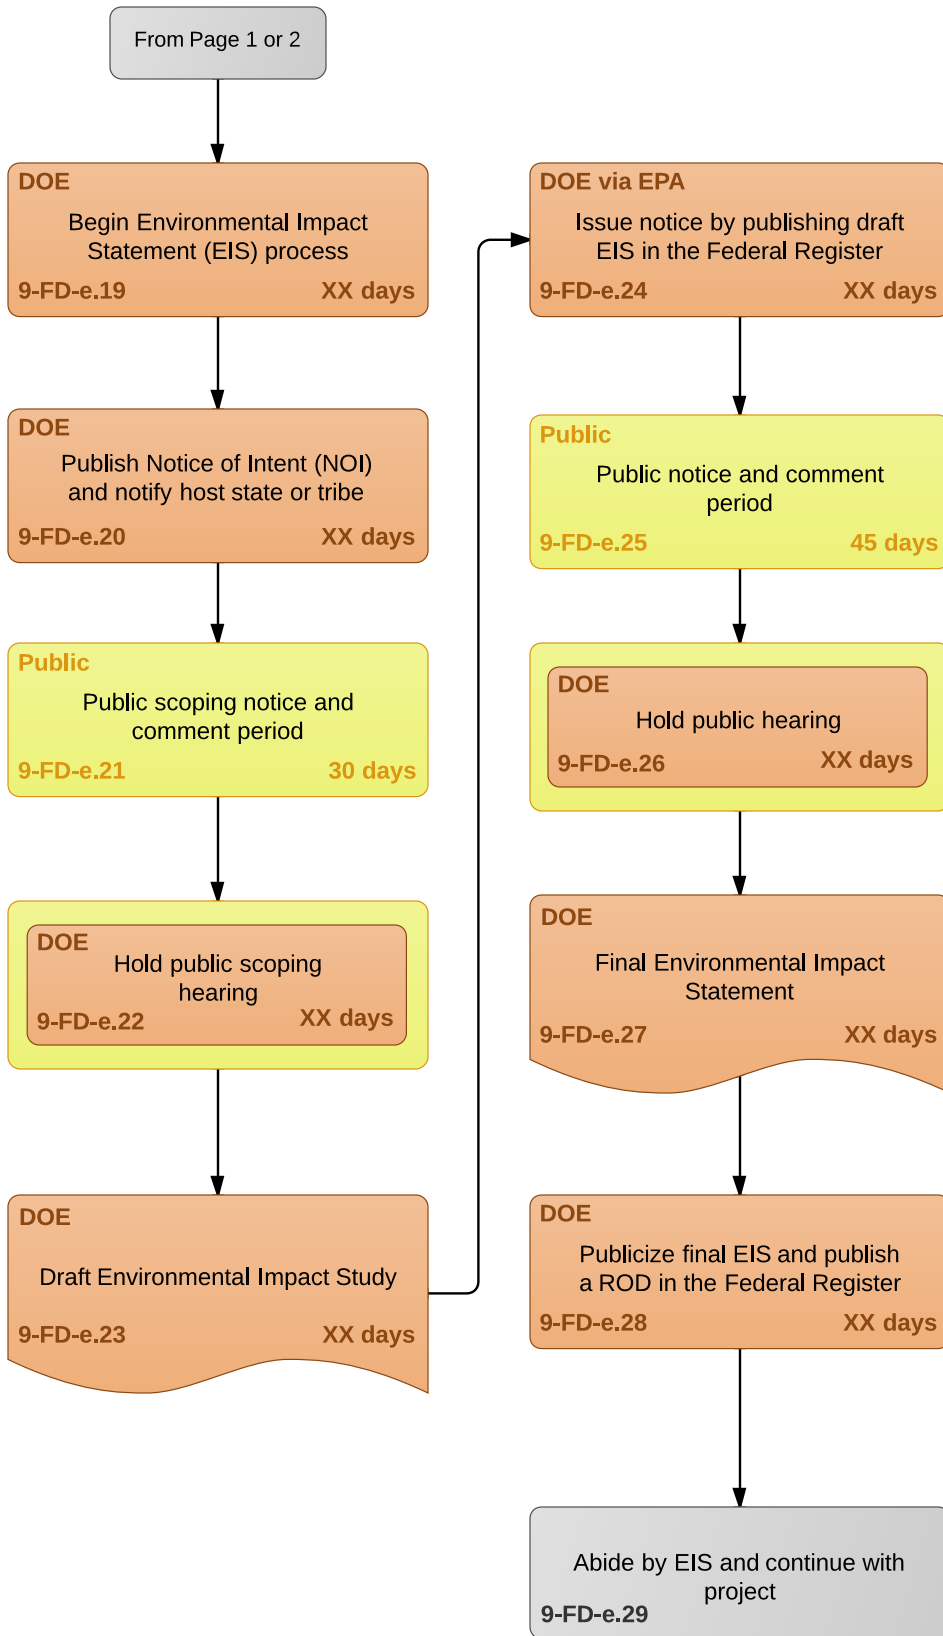 From Page 1 or 2
DOE
Begin Environmental Impact
Statement (EIS) process
9-FD-e.19 XX days
DOE
Publish Notice of Intent (NOI)
and notify host state or tribe
9-FD-e.20 XX days
Public
Public scoping notice and
comment period
9-FD-e.21 30 days
DOE
Hold public scoping
hearing
9-FD-e.22 XX days
DOE
Draft Environmental Impact Study
9-FD-e.23 XX days
DOE via EPA
Issue notice by publishing draft
EIS in the Federal Register
9-FD-e.24 XX days
Public
Public notice and comment
period
9-FD-e.25 45 days
DOE
Hold public hearing
9-FD-e.26 XX days
DOE
Final Environmental Impact
Statement
9-FD-e.27 XX days
DOE
Publicize final EIS and publish
a ROD in the Federal Register
9-FD-e.28 XX days
Abide by EIS and continue with
project
9-FD-e.29